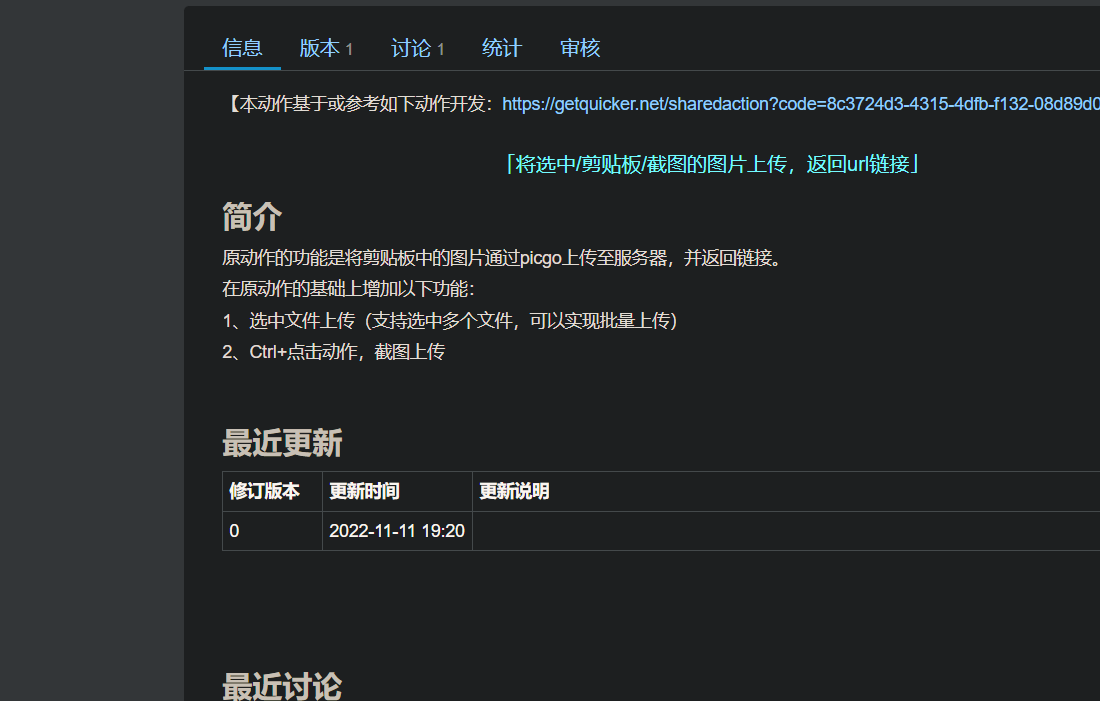 信息 版本 1 讨论 1 统计 审核
【本动作基于或参考如下动作开发：https://getquicker.net/sharedaction?code=8c3724d3-4315-4dfb-f132-08d89d0
「将选中/剪贴板/截图的图片上传，返回url链接」
简介
原动作的功能是将剪贴板中的图片通过picgo上传至服务器，并返回链接。
在原动作的基础上增加以下功能：
1、选中文件上传（支持选中多个文件，可以实现批量上传）
2、Ctrl+点击动作，截图上传
最近更新
修订版本 更新时间 更新说明
0 2022-11-11 19:20
最近讨论